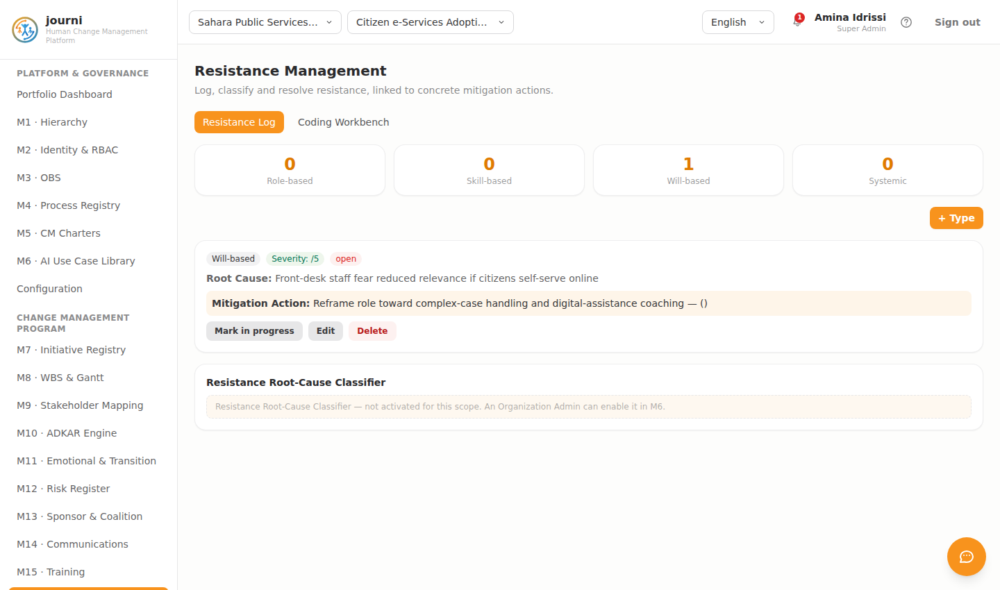 journi
Human Change Management
Platform
Sahara Public Services...
Citizen e-Services Adopti...
English
1
Amina Idrissi
Super Admin
Sign out
PLATFORM & GOVERNANCE
Portfolio Dashboard
M1 · Hierarchy
M2 · Identity & RBAC
M3 · OBS
M4 · Process Registry
M5 · CM Charters
M6 · AI Use Case Library
Configuration
CHANGE MANAGEMENT
PROGRAM
M7 · Initiative Registry
M8 · WBS & Gantt
M9 · Stakeholder Mapping
M10 · ADKAR Engine
M11 · Emotional & Transition
M12 · Risk Register
M13 · Sponsor & Coalition
M14 · Communications
M15 · Training
Resistance Management
Log, classify and resolve resistance, linked to concrete mitigation actions.
Resistance Log
Coding Workbench
0
Role-based
0
Skill-based
1
Will-based
0
Systemic
+ Type
Will-based
Severity: /5
open
Root Cause: Front-desk staff fear reduced relevance if citizens self-serve online
Mitigation Action: Reframe role toward complex-case handling and digital-assistance coaching — ()
Mark in progress
Edit
Delete
Resistance Root-Cause Classifier
Resistance Root-Cause Classifier — not activated for this scope. An Organization Admin can enable it in M6.